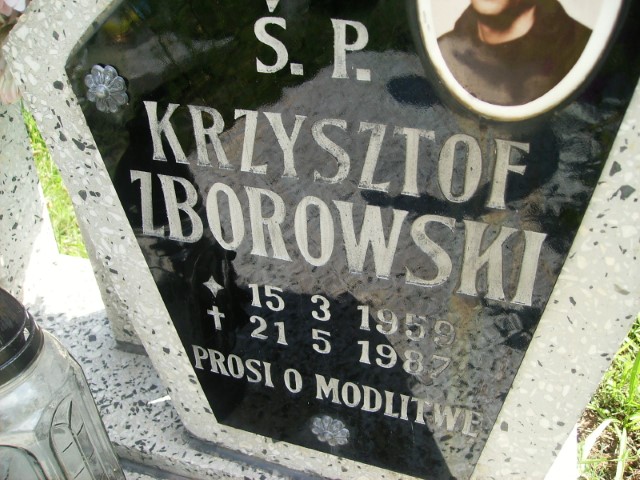 Ś. P.
KRZYSZTOF
ZBOROWSKI
15 3 1959
21 5 1987
PROSI O MODLITWĘ